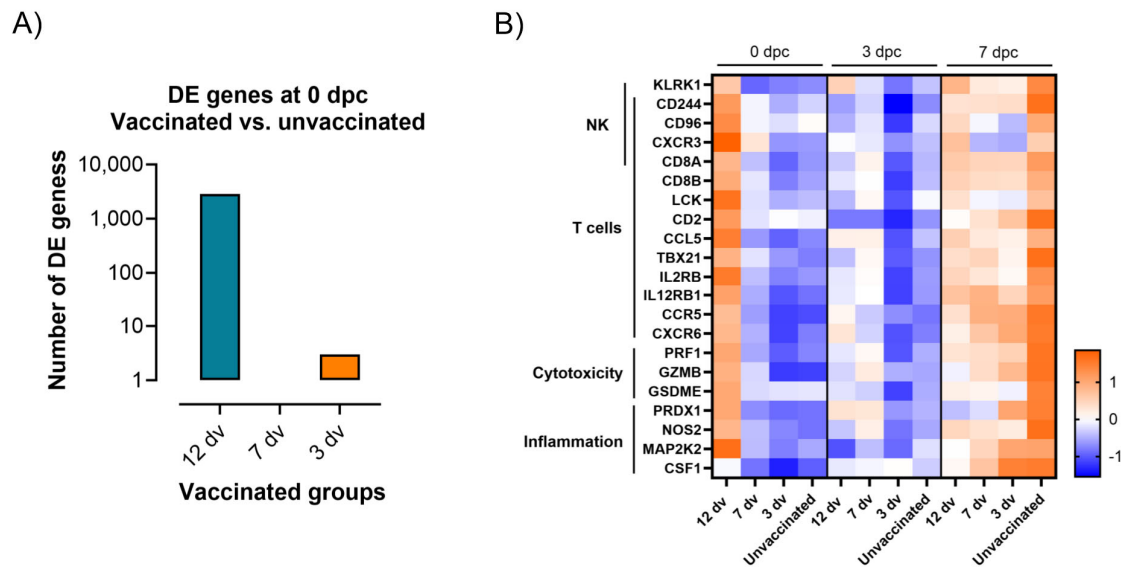 A)
DE genes at 0 dpc
Vaccinated vs. unvaccinated
Number of DE geness
10,000
1,000
100
10
1
12 dv
7 dv
3 dv
Vaccinated groups
B)
0 dpc
3 dpc
7 dpc
NK
T cells
Cytotoxicity
Inflammation
KLRK1
CD244
CD96
CXCR3
CD8A
CD8B
LCK
CD2
CCL5
TBX21
IL2RB
IL12RB1
CCR5
CXCR6
PRF1
GZMB
GSDME
PRDX1
NOS2
MAP2K2
CSF1
12 dv
7 dv
3 dv
Unvaccinated
12 dv
7 dv
3 dv
Unvaccinated
12 dv
7 dv
3 dv
Unvaccinated
1
0
-1